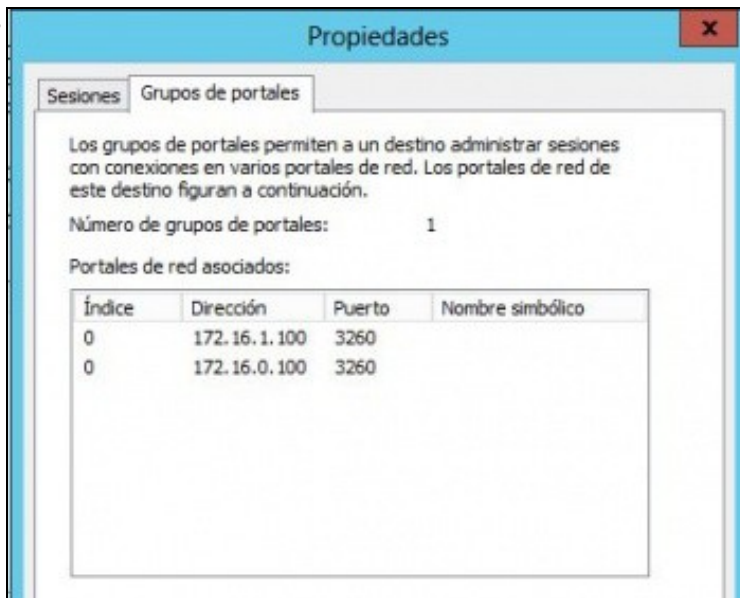 Propiedades
x
Sesiones Grupos de portales
Los grupos de portales permiten a un destino administrar sesiones
con conexiones en varios portales de red. Los portales de red de
este destino figuran a continuación.
Número de grupos de portales: 1
Portales de red asociados:
Índice Dirección Puerto Nombre simbólico
0 172.16.1.100 3260
0 172.16.0.100 3260